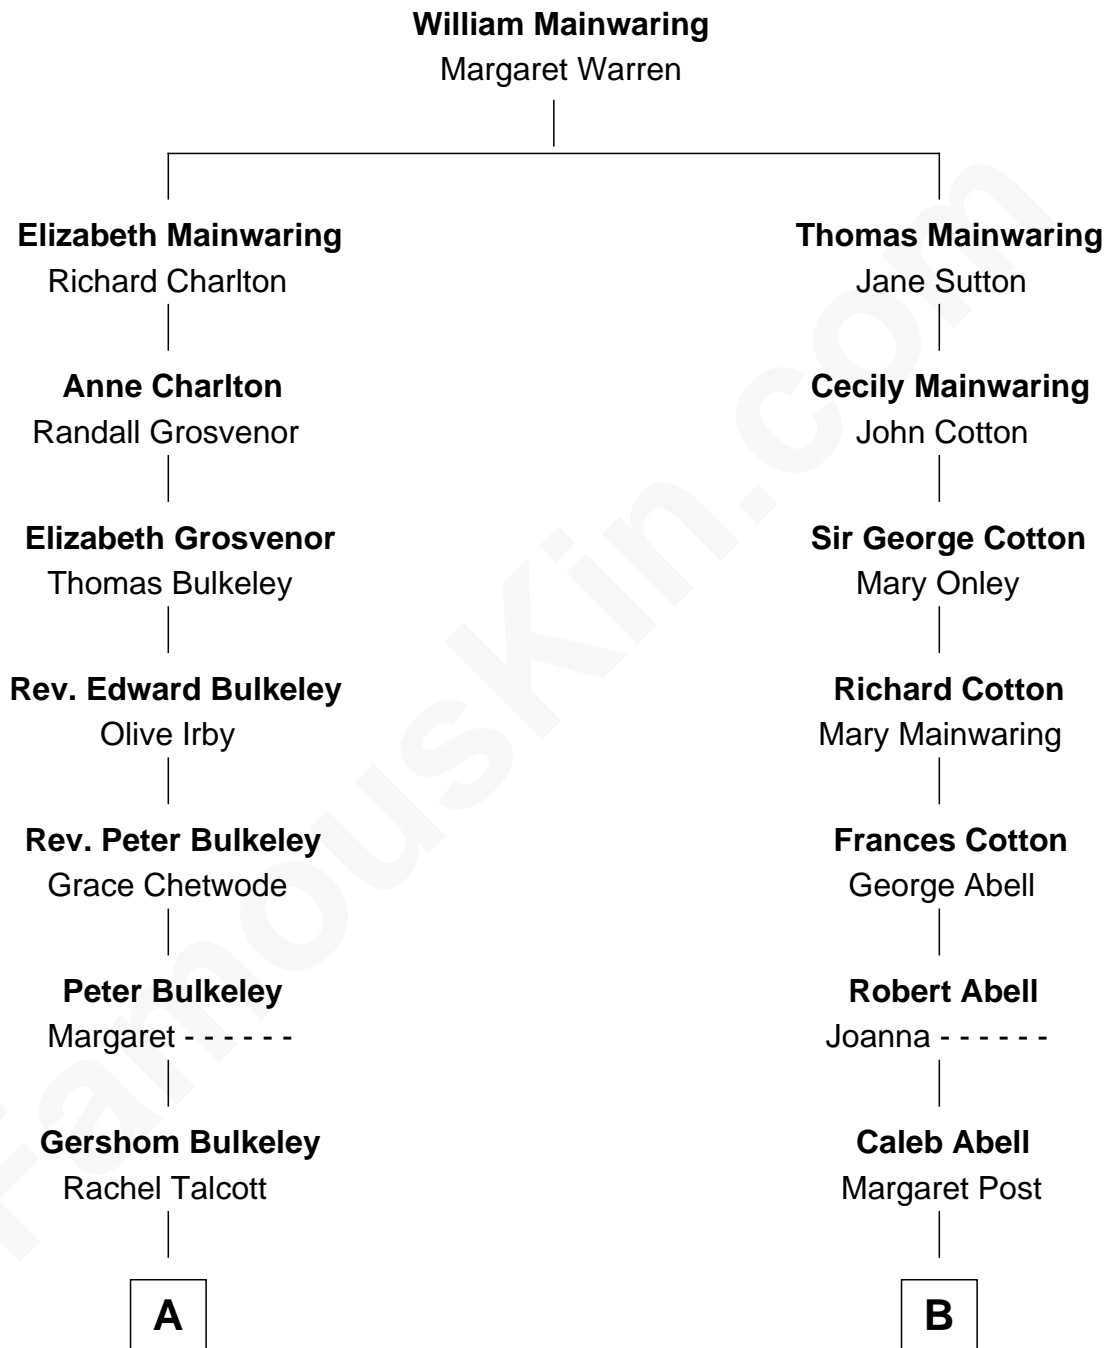 William Mainwaring
Margaret Warren
Elizabeth Mainwaring
Richard Charlton
Thomas Mainwaring
Jane Sutton
Anne Charlton
Randall Grosvenor
Cecily Mainwaring
John Cotton
Elizabeth Grosvenor
Thomas Bulkeley
Sir George Cotton
Mary Onley
Rev. Edward Bulkeley
Olive Irby
Richard Cotton
Mary Mainwaring
Rev. Peter Bulkeley
Grace Chetwode
Frances Cotton
George Abell
Peter Bulkeley
Margaret - - - - - -
Robert Abell
Joanna - - - - - -
Gershom Bulkeley
Rachel Talcott
Caleb Abell
Margaret Post
A
B
FamousKin.com